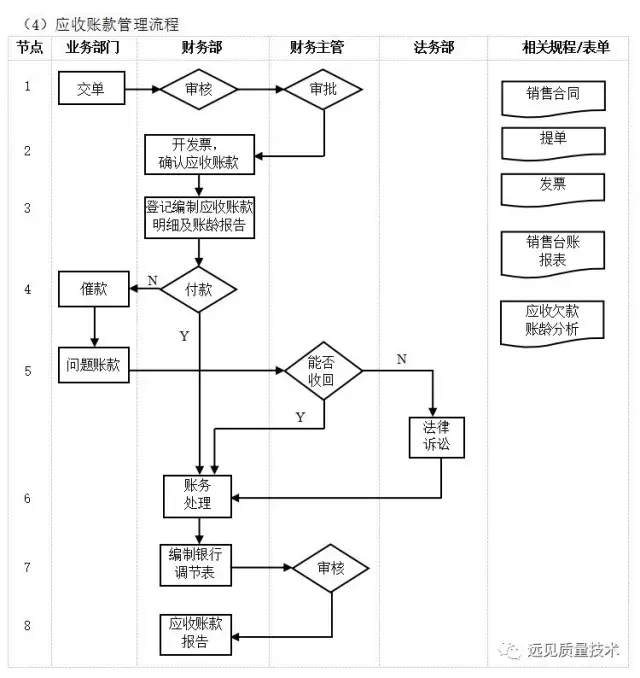 （4）应收账款管理流程
节点 业务部门 财务部 财务主管 法务部 相关规程/表单
1 交单 审核 审批 销售合同
2 开发票，
确认应收账款 提单
发票
3 登记编制应收账款
明细及账龄报告
销售台账
报表
4 催款 N 付款
应收欠款
账龄分析
Y
5 问题账款 能否
收回 N
Y
法律
诉讼
6 账务
处理
7 编制银行
调节表 审核
8 应收账款
报告
远见质量技术